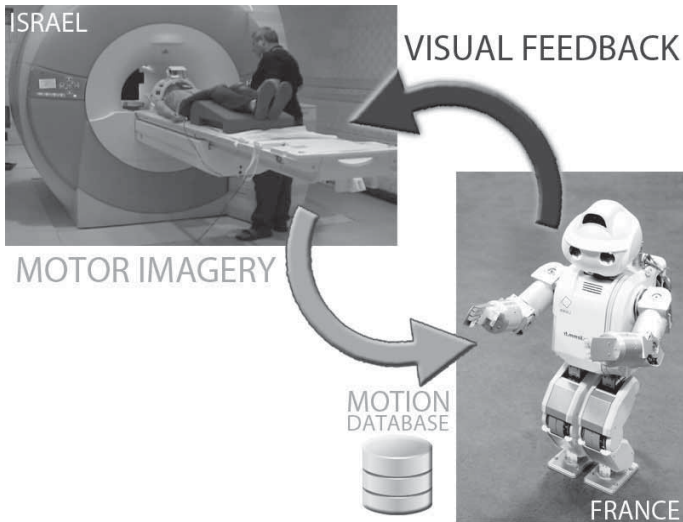 ISRAEL
VISUAL FEEDBACK
MOTOR IMAGERY
MOTION
DATABASE
FRANCE